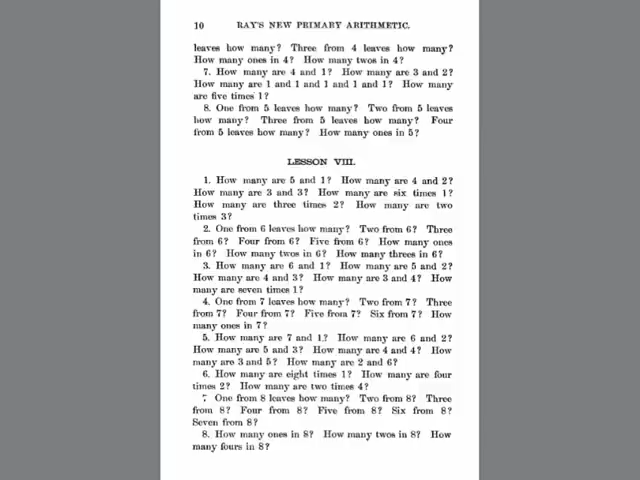 10 RAY'S NEW PRIMARY ARITHMETIC.
leaves how many? Three from 4 leaves how many?
How many ones in 4? How many twos in 4?
7. How many are 4 and 1? How many are 3 and 2?
How many are 1 and 1 and 1 and 1 and 1? How many
are five times 1?
8. One from 5 leaves how many? Two from 5 leaves
how many? Three from 5 leaves how many? Four
from 5 leaves how many? How many ones in 5?
LESSON VIII.
1. How many are 5 and 1? How many are 4 and 2?
How many are 3 and 3? How many are six times 1?
How many are three times 2? How many are two
times 3?
2. One from 6 leaves how many? Two from 6? Three
from 6? Four from 6? Five from 6? How many ones
in 6? How many twos in 6? How many threes in 6?
3. How many are 6 and 1? How many are 5 and 2?
How many are 4 and 3? How many are 3 and 4? How
many are seven times 1?
4. One from 7 leaves how many? Two from 7? Three
from 7? Four from 7? Five from 7? Six from 7? How
many ones in 7?
5. How many are 7 and 1? How many are 6 and 2?
How many are 5 and 3? How many are 4 and 4? How
many are 3 and 5? How many are 2 and 6?
6. How many are eight times 1? How many are four
times 2? How many are two times 4?
7 One from 8 leaves how many? Two from 8? Three
from 8? Four from 8? Five from 8? Six from 8?
Seven from 8?
8. How many ones in 8? How many twos in 8? How
many fours in 8?